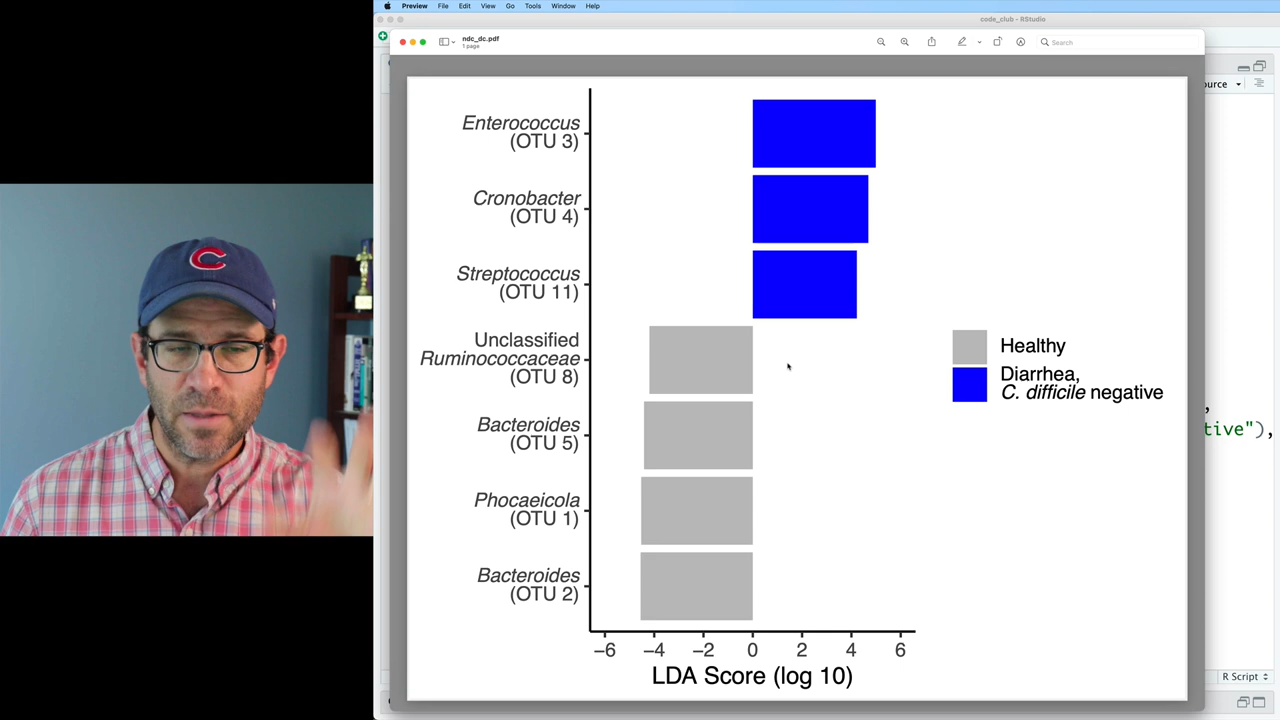 Preview File Edit View Go Tools Window Help
code_club - RStudio
ndc_dc.pdf
1 page
Search
ource
C
Enterococcus
(OTU 3)
Cronobacter
(OTU 4)
Streptococcus
(OTU 11)
Unclassified
Ruminococcaceae
(OTU 8)
Bacteroides
(OTU 5)
Phocaeicola
(OTU 1)
Bacteroides
(OTU 2)
Healthy
Diarrhea,
C. difficile negative
,
tive"),
−6 −4 −2 0 2 4 6
LDA Score (log 10)
R Script